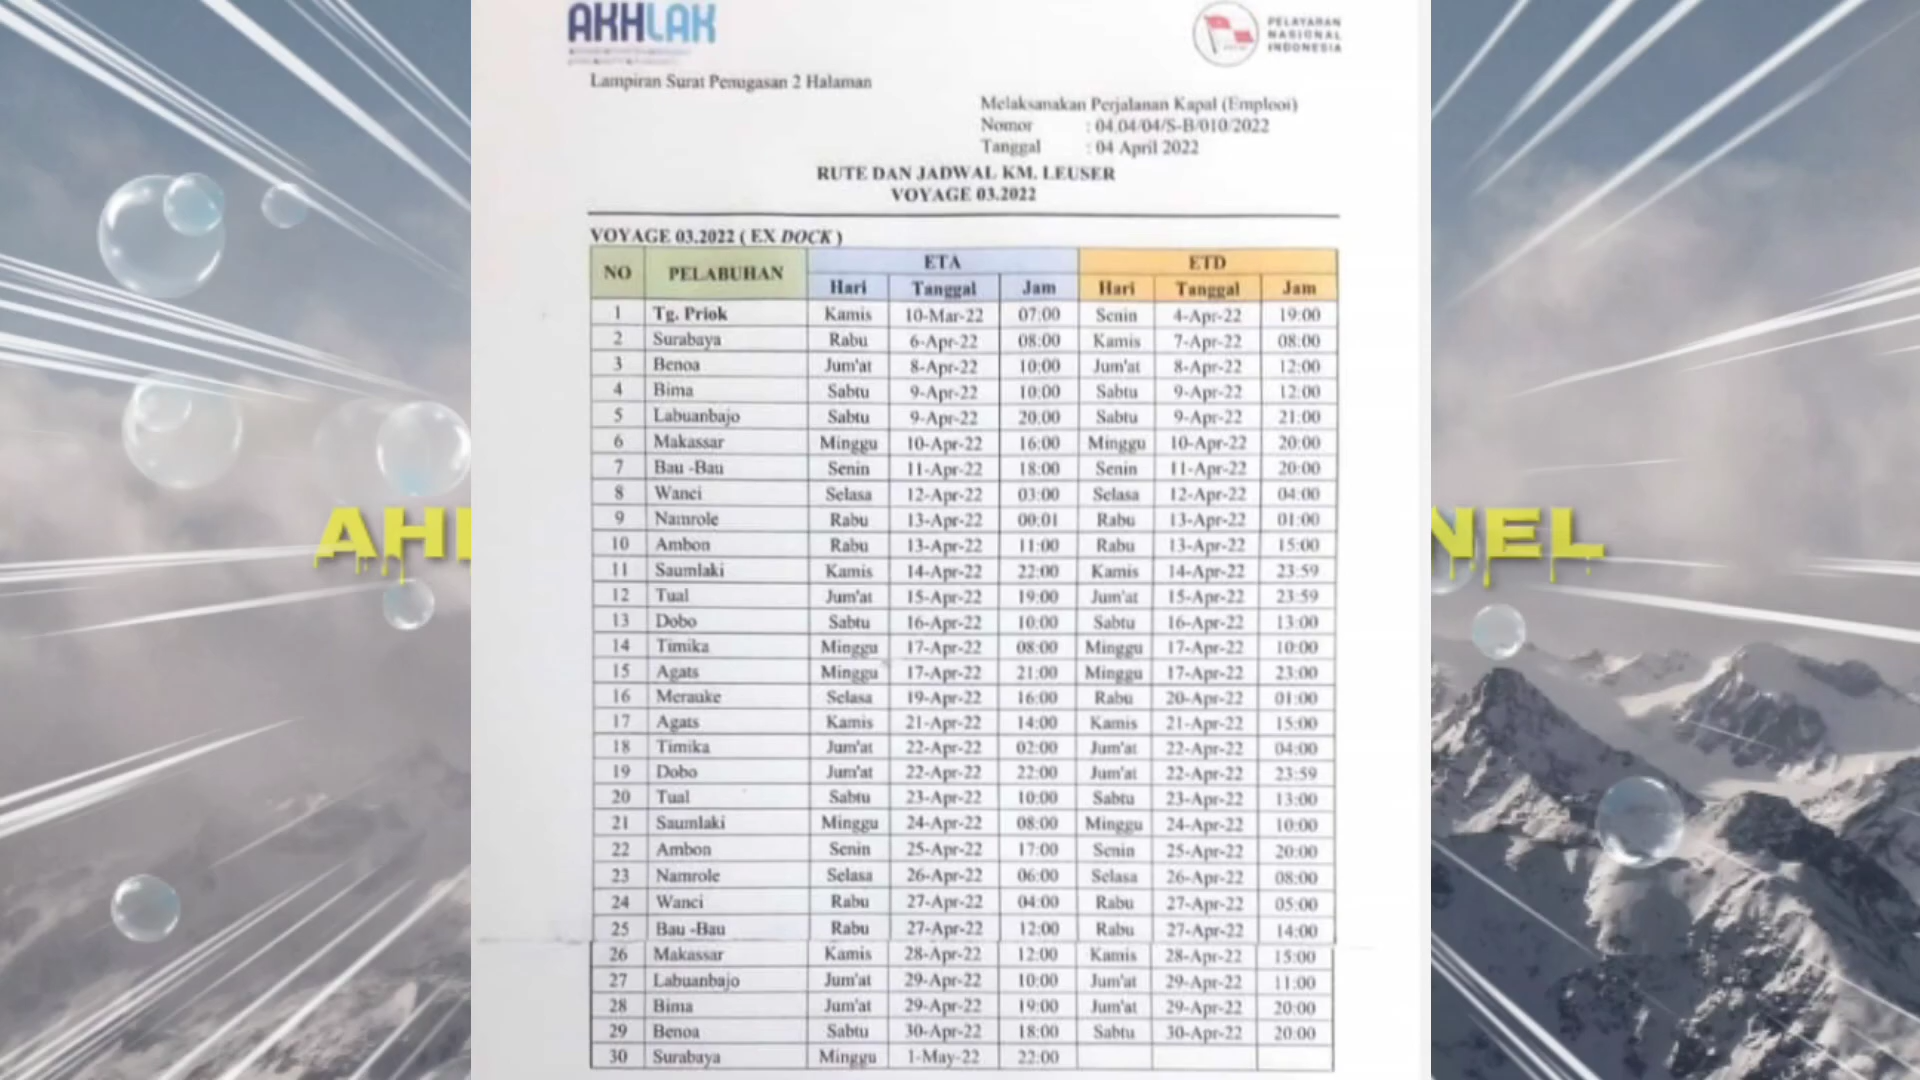 AKHLAK
PELAYARAN
NASIONAL
INDONESIA
Lampiran Surat Penugasan 2 Halaman
Melaksanakan Perjalanan Kapal (Emplooi)
Nomor : 04.04/04/S-B/010/2022
Tanggal : 04 April 2022
RUTE DAN JADWAL KM. LEUSER
VOYAGE 03.2022
VOYAGE 03.2022 ( EX DOCK )
NO PELABUHAN ETA ETD
Hari Tanggal Jam Hari Tanggal Jam
1 Tg. Priok Kamis 10-Mar-22 07:00 Senin 4-Apr-22 19:00
2 Surabaya Rabu 6-Apr-22 08:00 Kamis 7-Apr-22 08:00
3 Benoa Jum'at 8-Apr-22 10:00 Jum'at 8-Apr-22 12:00
4 Bima Sabtu 9-Apr-22 10:00 Sabtu 9-Apr-22 12:00
5 Labuanbajo Sabtu 9-Apr-22 20.00 Sabtu 9-Apr-22 21:00
6 Makassar Minggu 10-Apr-22 16:00 Minggu 10-Apr-22 20:00
7 Bau -Bau Senin 11-Apr-22 18:00 Senin 11-Apr-22 20:00
8 Wanci Selasa 12-Apr-22 03:00 Selasa 12-Apr-22 04:00
9 Namrole Rabu 13-Apr-22 00:01 Rabu 13-Apr-22 01:00
10 Ambon Rabu 13-Apr-22 11:00 Rabu 13-Apr-22 15:00
11 Saumlaki Kamis 14-Apr-22 22:00 Kamis 14-Apr-22 23:59
12 Tual Jum'at 15-Apr-22 19:00 Jum'at 15-Apr-22 23:59
13 Dobo Sabtu 16-Apr-22 10:00 Sabtu 16-Apr-22 13:00
14 Timika Minggu 17-Apr-22 08:00 Minggu 17-Apr-22 10:00
15 Agats Minggu 17-Apr-22 21:00 Minggu 17-Apr-22 23:00
16 Merauke Selasa 19-Apr-22 16:00 Rabu 20-Apr-22 01:00
17 Agats Kamis 21-Apr-22 14:00 Kamis 21-Apr-22 15:00
18 Timika Jum'at 22-Apr-22 02:00 Jum'at 22-Apr-22 04:00
19 Dobo Jum'at 22-Apr-22 22:00 Jum'at 22-Apr-22 23:59
20 Tual Sabtu 23-Apr-22 10:00 Sabtu 23-Apr-22 13:00
21 Saumlaki Minggu 24-Apr-22 08:00 Minggu 24-Apr-22 10:00
22 Ambon Senin 25-Apr-22 17:00 Senin 25-Apr-22 20:00
23 Namrole Selasa 26-Apr-22 06:00 Selasa 26-Apr-22 08:00
24 Wanci Rabu 27-Apr-22 04:00 Rabu 27-Apr-22 05:00
25 Bau -Bau Rabu 27-Apr-22 12:00 Rabu 27-Apr-22 14:00
26 Makassar Kamis 28-Apr-22 12:00 Kamis 28-Apr-22 15:00
27 Labuanbajo Jum'at 29-Apr-22 10:00 Jum'at 29-Apr-22 11:00
28 Bima Jum'at 29-Apr-22 19:00 Jum'at 29-Apr-22 20:00
29 Benoa Sabtu 30-Apr-22 18:00 Sabtu 30-Apr-22 20:00
30 Surabaya Minggu 1-May-22 22:00
AH
NEL